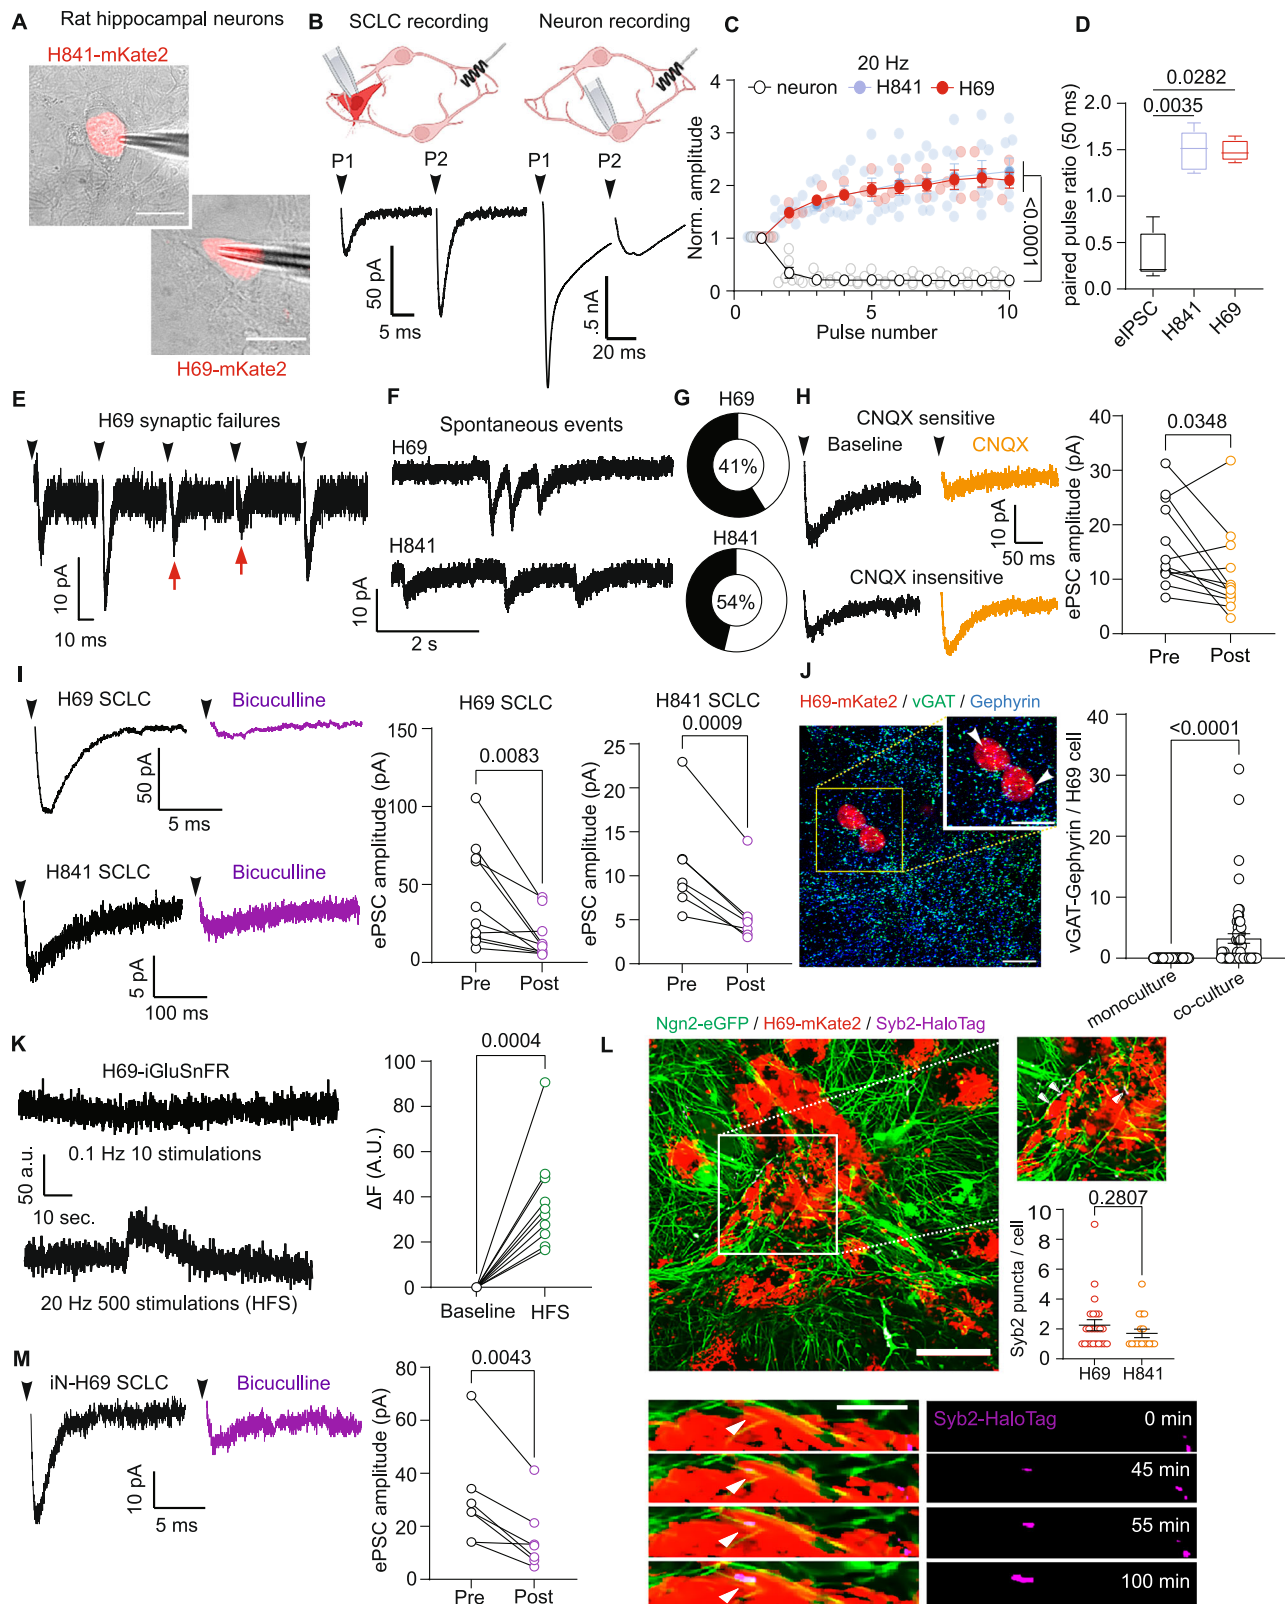 A
Rat hippocampal neurons
H841-mKate2
H69-mKate2
B
SCLC recording
Neuron recording
P1
P2
P1
P2
50 pA
5 ms
.5 nA
20 ms
C
20 Hz
neuron
H841
H69
Norm. amplitude
4
3
2
1
0
0
5
10
Pulse number
<0.0001
D
0.0282
0.0035
paired pulse ratio (50 ms)
2.0
1.5
1.0
0.5
0.0
eIPSC
H841
H69
E
H69 synaptic failures
10 pA
10 ms
F
Spontaneous events
H69
H841
10 pA
2 s
G
H69
41%
H841
54%
H
CNQX sensitive
Baseline
CNQX
10 pA
50 ms
CNQX insensitive
ePSC amplitude (pA)
40
30
20
10
0
0.0348
Pre
Post
I
H69 SCLC
Bicuculline
50 pA
5 ms
H841 SCLC
Bicuculline
5 pA
100 ms
H69 SCLC
0.0083
ePSC amplitude (pA)
150
100
50
0
Pre
Post
H841 SCLC
0.0009
ePSC amplitude (pA)
25
20
15
10
5
0
Pre
Post
J
H69-mKate2 / vGAT / Gephyrin
vGAT-Gephyrin / H69 cell
40
30
20
10
0
<0.0001
monoculture
co-culture
K
H69-iGluSnFR
0.1 Hz 10 stimulations
50 a.u.
10 sec.
20 Hz 500 stimulations (HFS)
0.0004
ΔF (A.U.)
100
80
60
40
20
0
Baseline
HFS
L
Ngn2-eGFP / H69-mKate2 / Syb2-HaloTag
0.2807
Syb2 puncta / cell
10
8
6
4
2
0
H69
H841
Syb2-HaloTag
0 min
45 min
55 min
100 min
M
iN-H69 SCLC
Bicuculline
10 pA
5 ms
0.0043
ePSC amplitude (pA)
80
60
40
20
0
Pre
Post